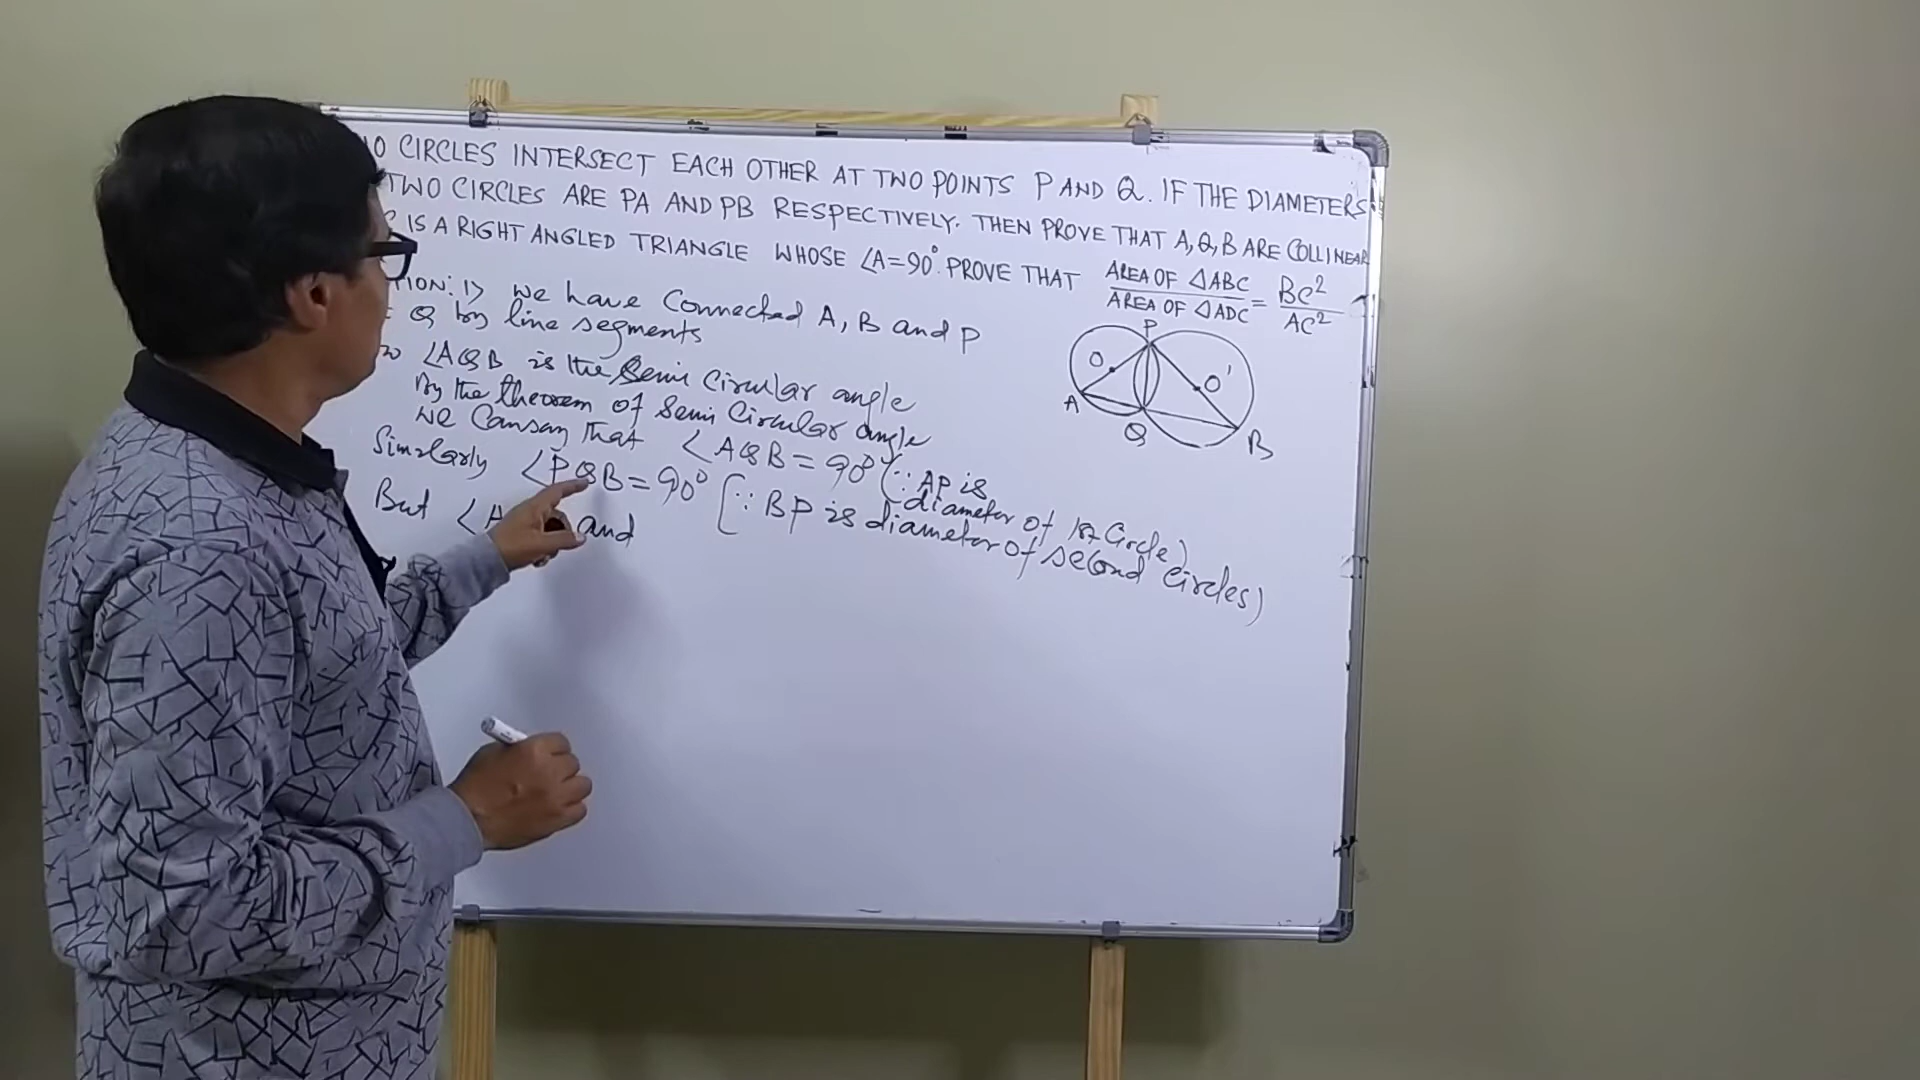 CIRCLES INTERSECT EACH OTHER AT TWO POINTS P AND Q. IF THE DIAMETERS
TWO CIRCLES ARE PA AND PB RESPECTIVELY. THEN PROVE THAT A, Q, B ARE COLLINEAR
IS A RIGHT ANGLED TRIANGLE WHOSE ∠A=90°. PROVE THAT AREA OF △ABC / AREA OF △ADC = BC² / AC²
TION: 1> we have Connected A, B and P
Q by line segments
∠AQB is the Semi Circular angle
By the theorem of Semi Circular angle
we Can say that ∠AQB = 90° (∵ AP is
diameter of 1st Circle)
Similarly ∠PQB = 90° [∵ BP is diameter of second circles)
But ∠A and
P
O
O'
A
Q
B